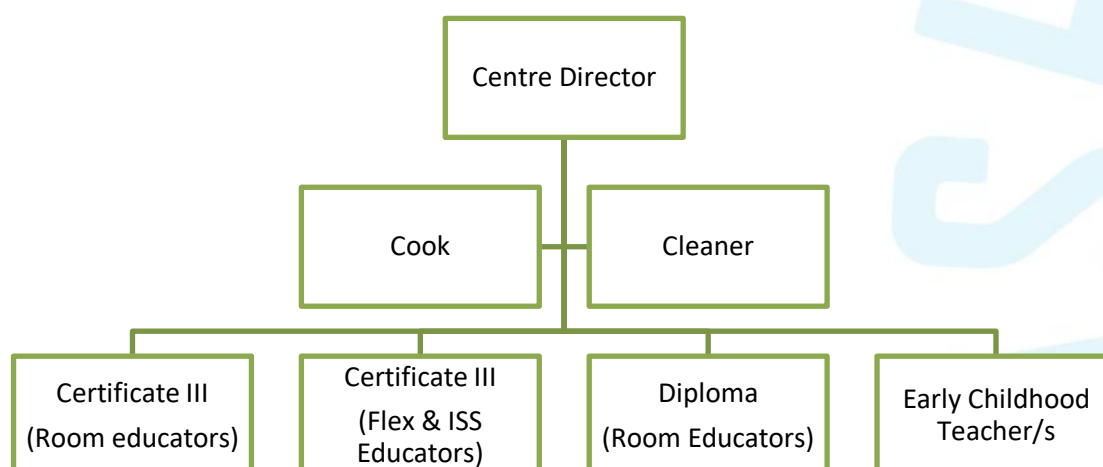 Centre Director
Cook
Cleaner
Certificate III
(Room educators)
Certificate III
(Flex & ISS
Educators)
Diploma
(Room Educators)
Early Childhood
Teacher/s